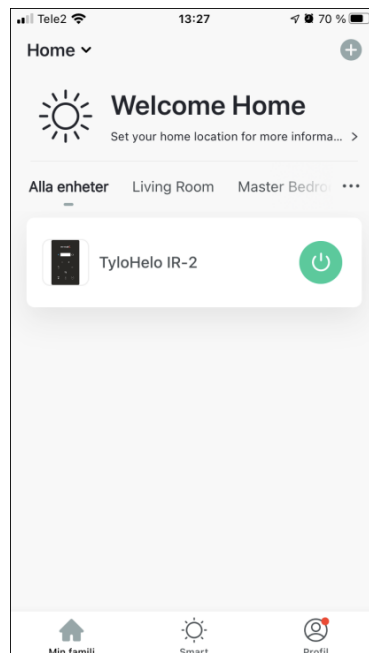 Tele2 13:27 70 %
Home
Welcome Home
Set your home location for more informa... >
Alla enheter Living Room Master Bedro ...
TyloHelo IR-2
Min famili Smart Profil